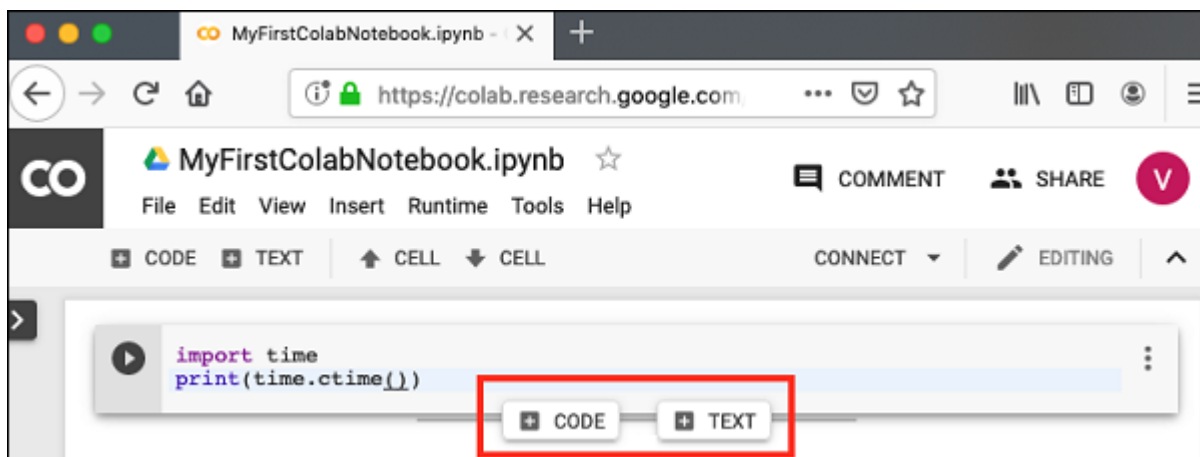 MyFirstColabNotebook.ipynb -
https://colab.research.google.com,
CO MyFirstColabNotebook.ipynb
COMMENT SHARE V
File Edit View Insert Runtime Tools Help
CODE TEXT CELL CELL CONNECT EDITING
import time
print(time.ctime())
CODE TEXT